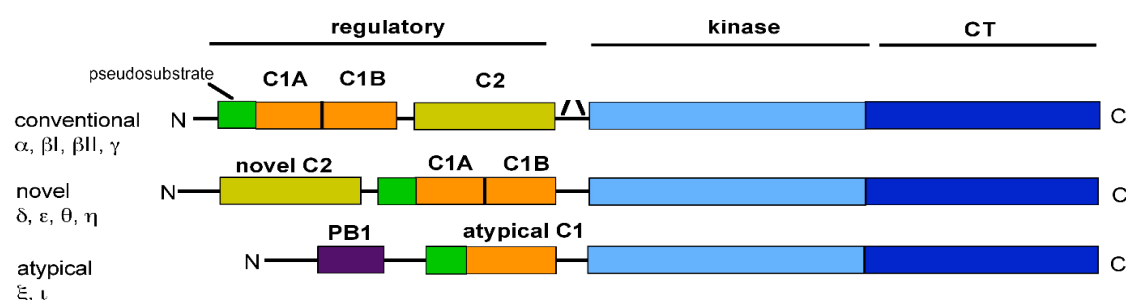 regulatory kinase CT
pseudosubstrate C1A C1B C2
N C
conventional
α, βI, βII, γ
novel C2 C1A C1B
N C
novel
δ, ε, θ, η
PB1 atypical C1
N C
atypical
ξ, ι